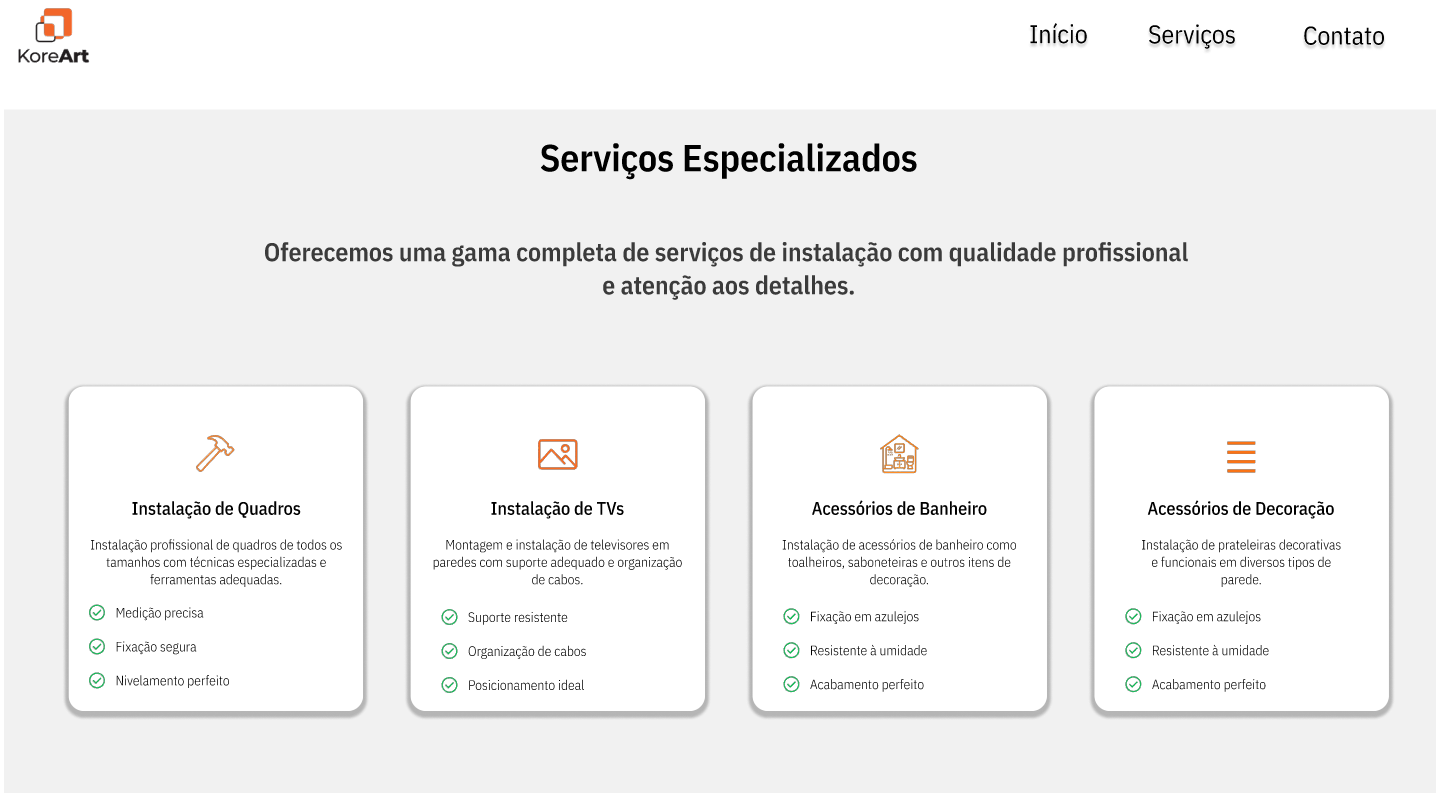 KoreArt
Início
Serviços
Contato
Serviços Especializados
Oferecemos uma gama completa de serviços de instalação com qualidade profissional
e atenção aos detalhes.
Instalação de Quadros
Instalação profissional de quadros de todos os
tamanhos com técnicas especializadas e
ferramentas adequadas.
Medição precisa
Fixação segura
Nivelamento perfeito
Instalação de TVs
Montagem e instalação de televisores em
paredes com suporte adequado e organização
de cabos.
Suporte resistente
Organização de cabos
Posicionamento ideal
Acessórios de Banheiro
Instalação de acessórios de banheiro como
toalheiros, saboneteiras e outros itens de
decoração.
Fixação em azulejos
Resistente à umidade
Acabamento perfeito
Acessórios de Decoração
Instalação de prateleiras decorativas
e funcionais em diversos tipos de
parede.
Fixação em azulejos
Resistente à umidade
Acabamento perfeito